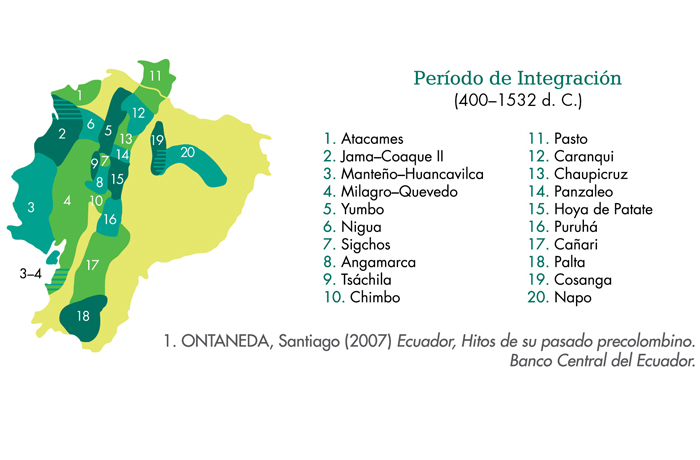 11
1
12
2
6
5
13
19
20
14
9
7
8
15
3
4
10
16
3–4
17
18
Período de Integración
(400–1532 d. C.)
1. Atacames
2. Jama–Coaque II
3. Manteño–Huancavilca
4. Milagro–Quevedo
5. Yumbo
6. Nigua
7. Sigchos
8. Angamarca
9. Tsáchila
10. Chimbo
11. Pasto
12. Caranqui
13. Chaupicruz
14. Panzaleo
15. Hoya de Patate
16. Puruhá
17. Cañari
18. Palta
19. Cosanga
20. Napo
1. ONTANEDA, Santiago (2007) Ecuador, Hitos de su pasado precolombino.
Banco Central del Ecuador.